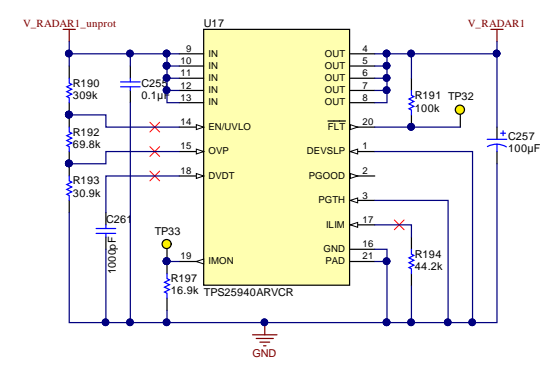 V_RADAR1_unprot
U17
V_RADAR1
9 IN OUT 4
10 IN OUT 5
11 IN OUT 6
12 IN OUT 7
13 IN OUT 8
R190
309k
C255
0.1µF
R191
100k
TP32
14 EN/UVLO FLT 20
R192
69.8k
15 OVP DEVSLP 1
C257
100µF
18 DVDT PGOOD 2
R193
30.9k
PGTH 3
C261
1000pF
ILIM 17
TP33
GND 16
19 IMON PAD 21
R194
44.2k
R197
16.9k
TPS25940ARVCR
GND